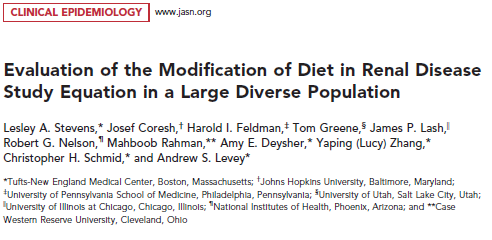 CLINICAL EPIDEMIOLOGY www.jasn.org
Evaluation of the Modification of Diet in Renal Disease
Study Equation in a Large Diverse Population
Lesley A. Stevens,* Josef Coresh,† Harold I. Feldman,‡ Tom Greene,§ James P. Lash,‖
Robert G. Nelson,¶ Mahboob Rahman,** Amy E. Deysher,* Yaping (Lucy) Zhang,*
Christopher H. Schmid,* and Andrew S. Levey*
*Tufts-New England Medical Center, Boston, Massachusetts; †Johns Hopkins University, Baltimore, Maryland;
‡University of Pennsylvania School of Medicine, Philadelphia, Pennsylvania; §University of Utah, Salt Lake City, Utah;
‖University of Illinois at Chicago, Chicago, Illinois; ¶National Institutes of Health, Phoenix, Arizona; and **Case
Western Reserve University, Cleveland, Ohio